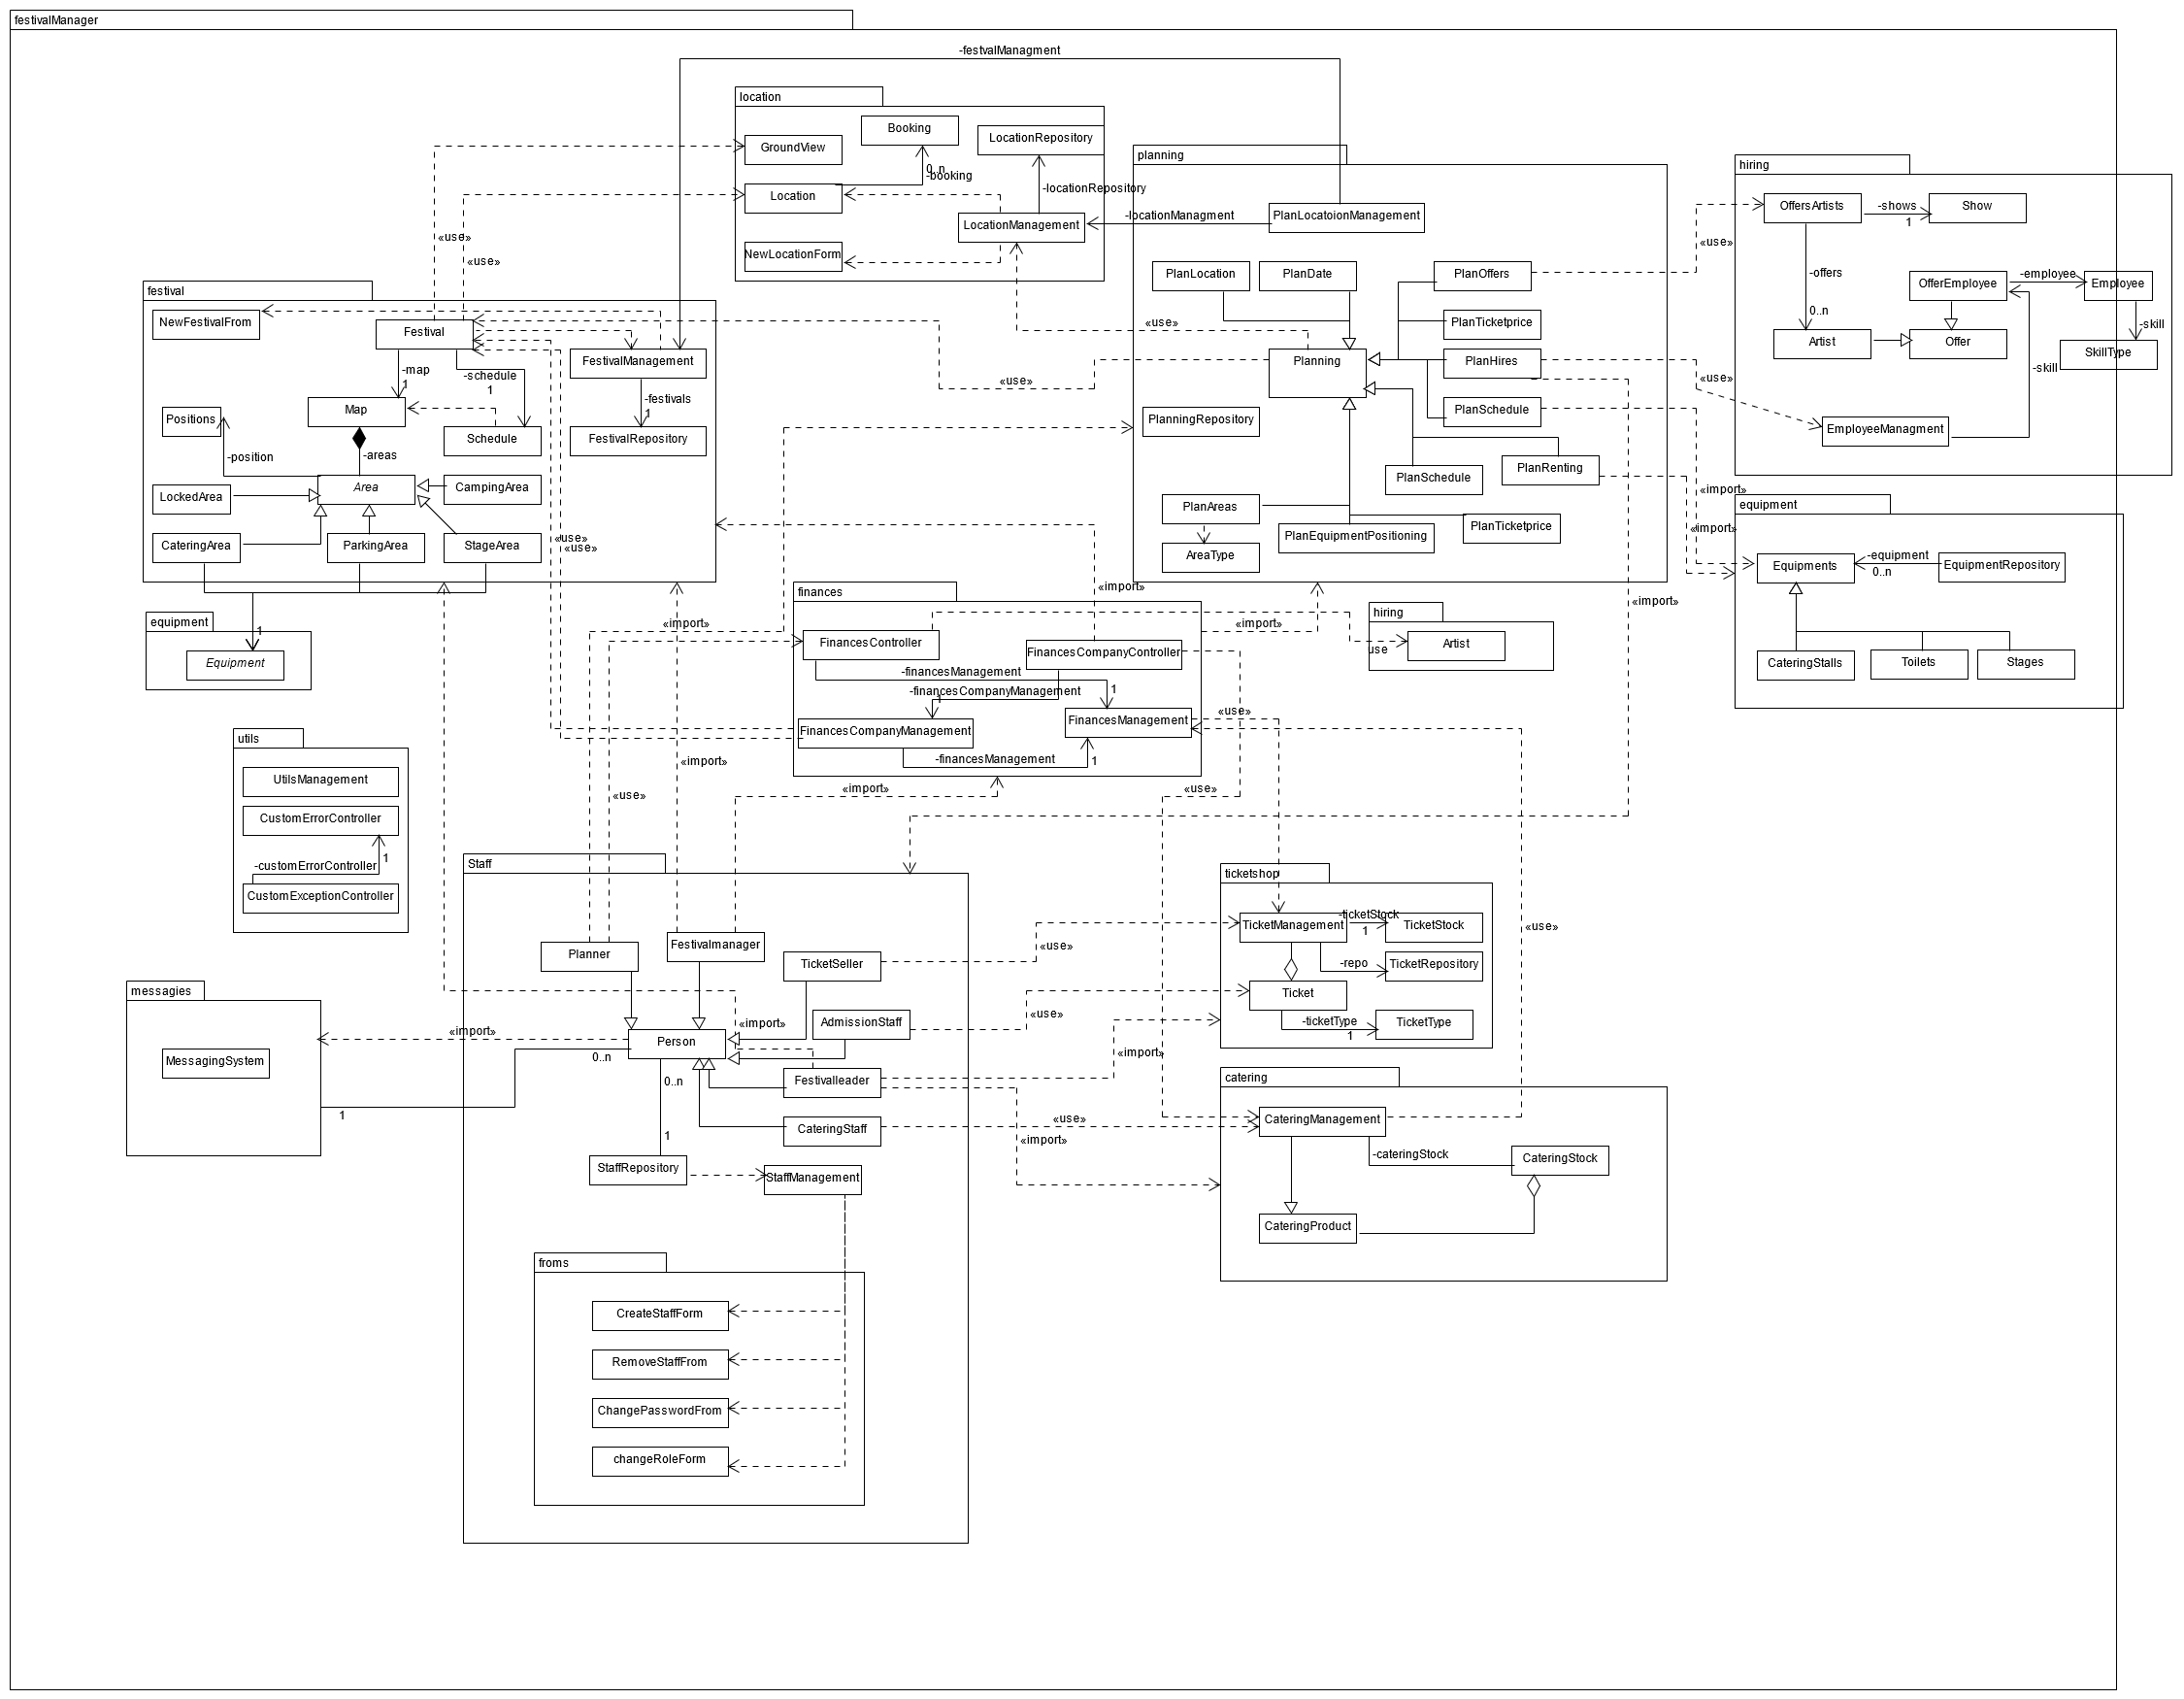 festivalManager
-festvalManagment
location
Booking
LocationRepository
GroundView
0..n
-booking
Location
-locationRepository
LocationManagement
NewLocationForm
-locationManagment
«use»
«use»
planning
PlanLocatoionManagement
PlanLocation
PlanDate
PlanOffers
PlanTicketprice
«use»
Planning
PlanHires
«use»
PlanSchedule
PlanningRepository
PlanSchedule
PlanRenting
PlanAreas
PlanTicketprice
PlanEquipmentPositioning
AreaType
hiring
OffersArtists
-shows
1
Show
«use»
-offers
OfferEmployee
-employee
Employee
0..n
-skill
Artist
Offer
SkillType
-skill
«use»
EmployeeManagment
«import»
«import»
equipment
Equipments
-equipment
0..n
EquipmentRepository
CateringStalls
Toilets
Stages
festival
NewFestivalFrom
Festival
FestivalManagement
-map
1
-schedule
1
-festivals
1
Map
Positions
Schedule
FestivalRepository
-position
-areas
Area
CampingArea
LockedArea
CateringArea
ParkingArea
StageArea
«use»
«use»
equipment
1
Equipment
«import»
finances
«import»
«import»
«import»
FinancesController
FinancesCompanyController
-financesManagement
1
-financesCompanyManagement
1
FinancesManagement
FinancesCompanyManagement
-financesManagement
1
hiring
Artist
use
«use»
utils
UtilsManagement
CustomErrorController
1
-customErrorController
CustomExceptionController
«import»
«import»
«use»
«use»
Staff
Planner
Festivalmanager
TicketSeller
AdmissionStaff
«import»
Person
0..n
0..n
Festivalleader
CateringStaff
1
StaffRepository
StaffManagement
messagies
«import»
MessagingSystem
1
froms
CreateStaffForm
RemoveStaffFrom
ChangePasswordFrom
changeRoleForm
ticketshop
TicketManagement
-ticketStock
1
TicketStock
«use»
«use»
-repo
TicketRepository
Ticket
«use»
-ticketType
1
TicketType
«import»
catering
CateringManagement
«use»
«import»
-cateringStock
CateringStock
CateringProduct